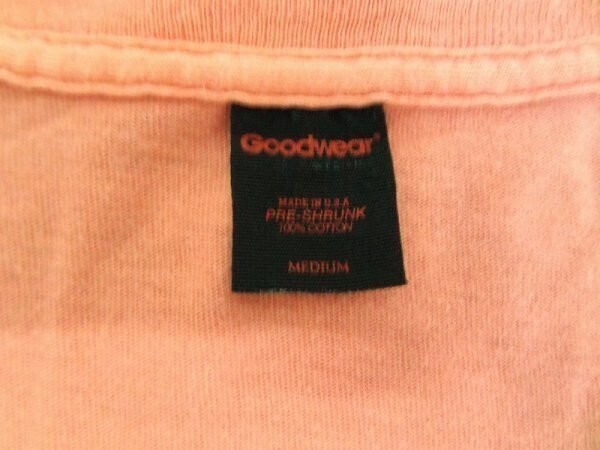 Goodwear®
MADE IN U.S.A
PRE-SHRUNK
100% COTTON
MEDIUM